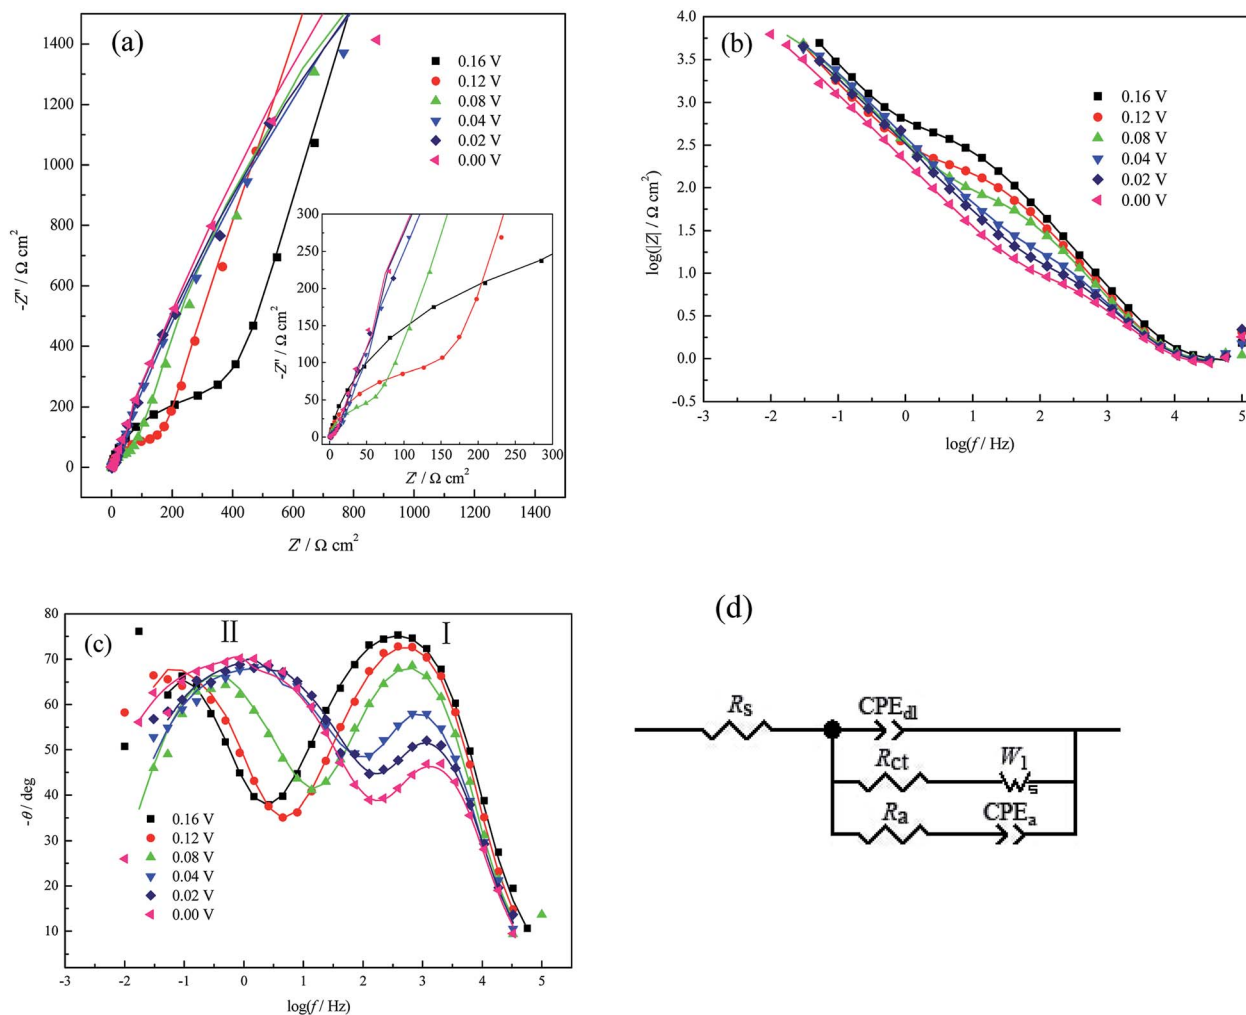 (a)
1400
1200
1000
800
600
400
200
0
-Z'' / Ω cm²
0 200 400 600 800 1000 1200 1400
Z' / Ω cm²
0.16 V
0.12 V
0.08 V
0.04 V
0.02 V
0.00 V
300
250
200
150
100
50
0
-Z'' / Ω cm²
0 50 100 150 200 250 300
Z' / Ω cm²
(b)
4.0
3.5
3.0
2.5
2.0
1.5
1.0
0.5
0.0
-0.5
log(|Z| / Ω cm²)
-3 -2 -1 0 1 2 3 4 5
log(f / Hz)
0.16 V
0.12 V
0.08 V
0.04 V
0.02 V
0.00 V
(c)
II
I
80
70
60
50
40
30
20
10
-θ / deg
-3 -2 -1 0 1 2 3 4 5
log(f / Hz)
0.16 V
0.12 V
0.08 V
0.04 V
0.02 V
0.00 V
(d)
Rs CPEdl
Rct W1
s
Ra CPEa